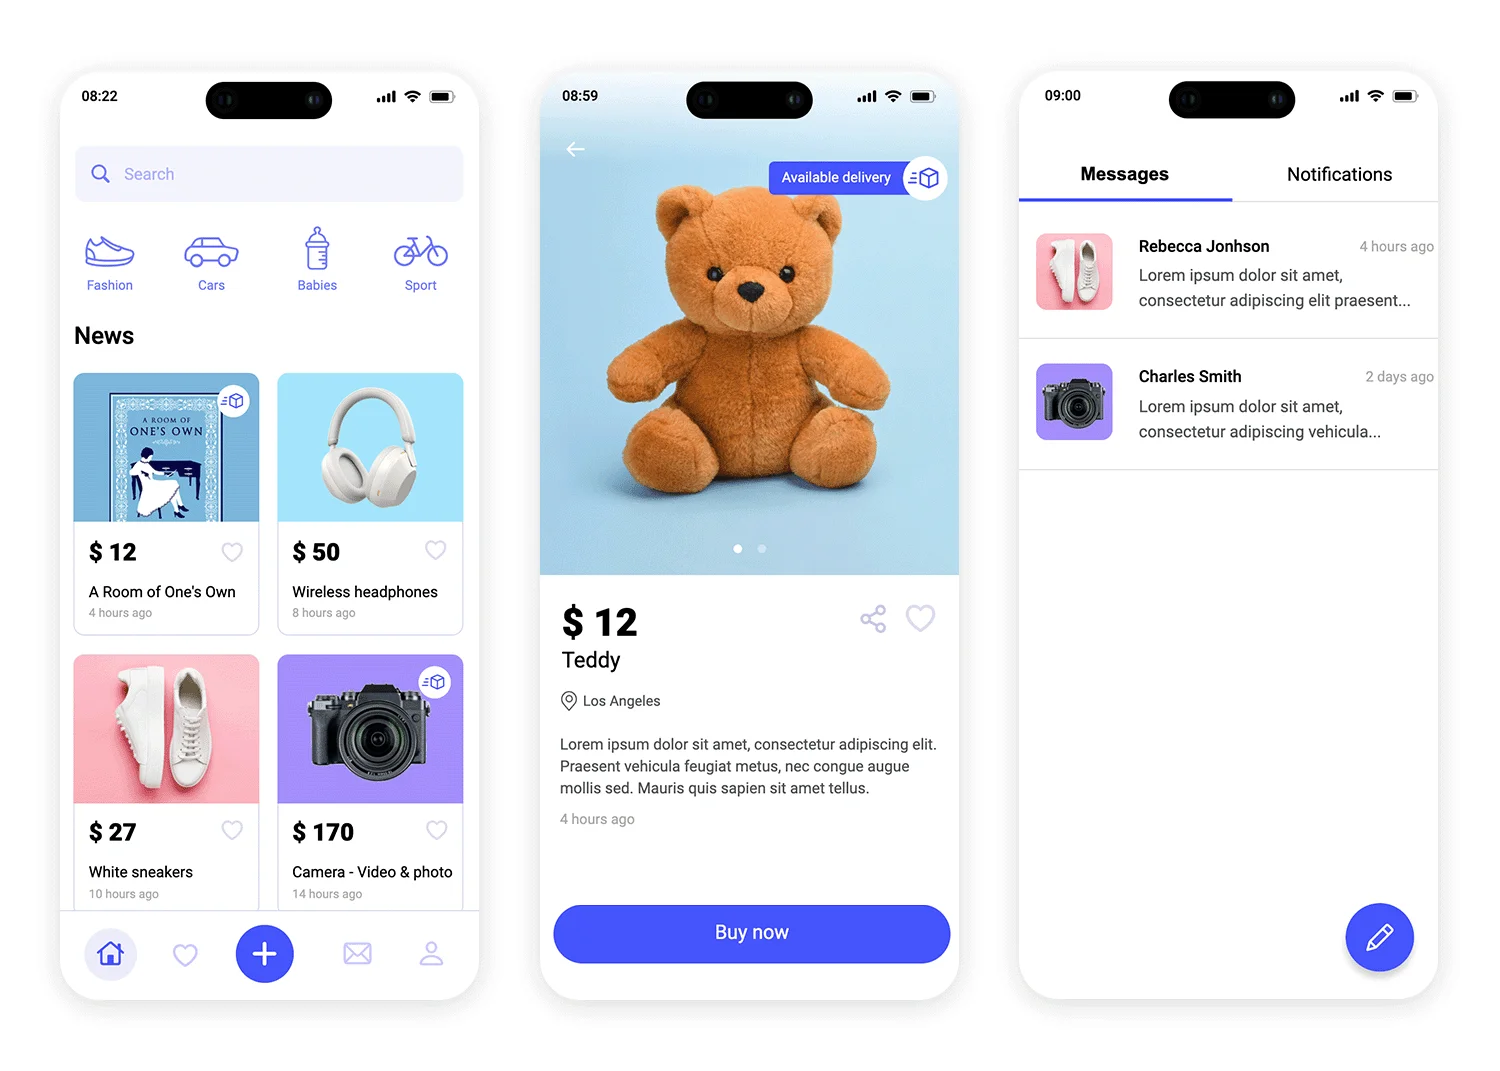 08:22
Search
Fashion
Cars
Babies
Sport
News
A ROOM OF
ONE'S OWN
$ 12
A Room of One's Own
4 hours ago
$ 50
Wireless headphones
8 hours ago
$ 27
White sneakers
10 hours ago
$ 170
Camera - Video & photo
14 hours ago
08:59
Available delivery
$ 12
Teddy
Los Angeles
Lorem ipsum dolor sit amet, consectetur adipiscing elit.
Praesent vehicula feugiat metus, nec congue augue
mollis sed. Mauris quis sapien sit amet tellus.
4 hours ago
Buy now
09:00
Messages
Notifications
Rebecca Jonhson
4 hours ago
Lorem ipsum dolor sit amet,
consectetur adipiscing elit praesent...
Charles Smith
2 days ago
Lorem ipsum dolor sit amet,
consectetur adipiscing vehicula...